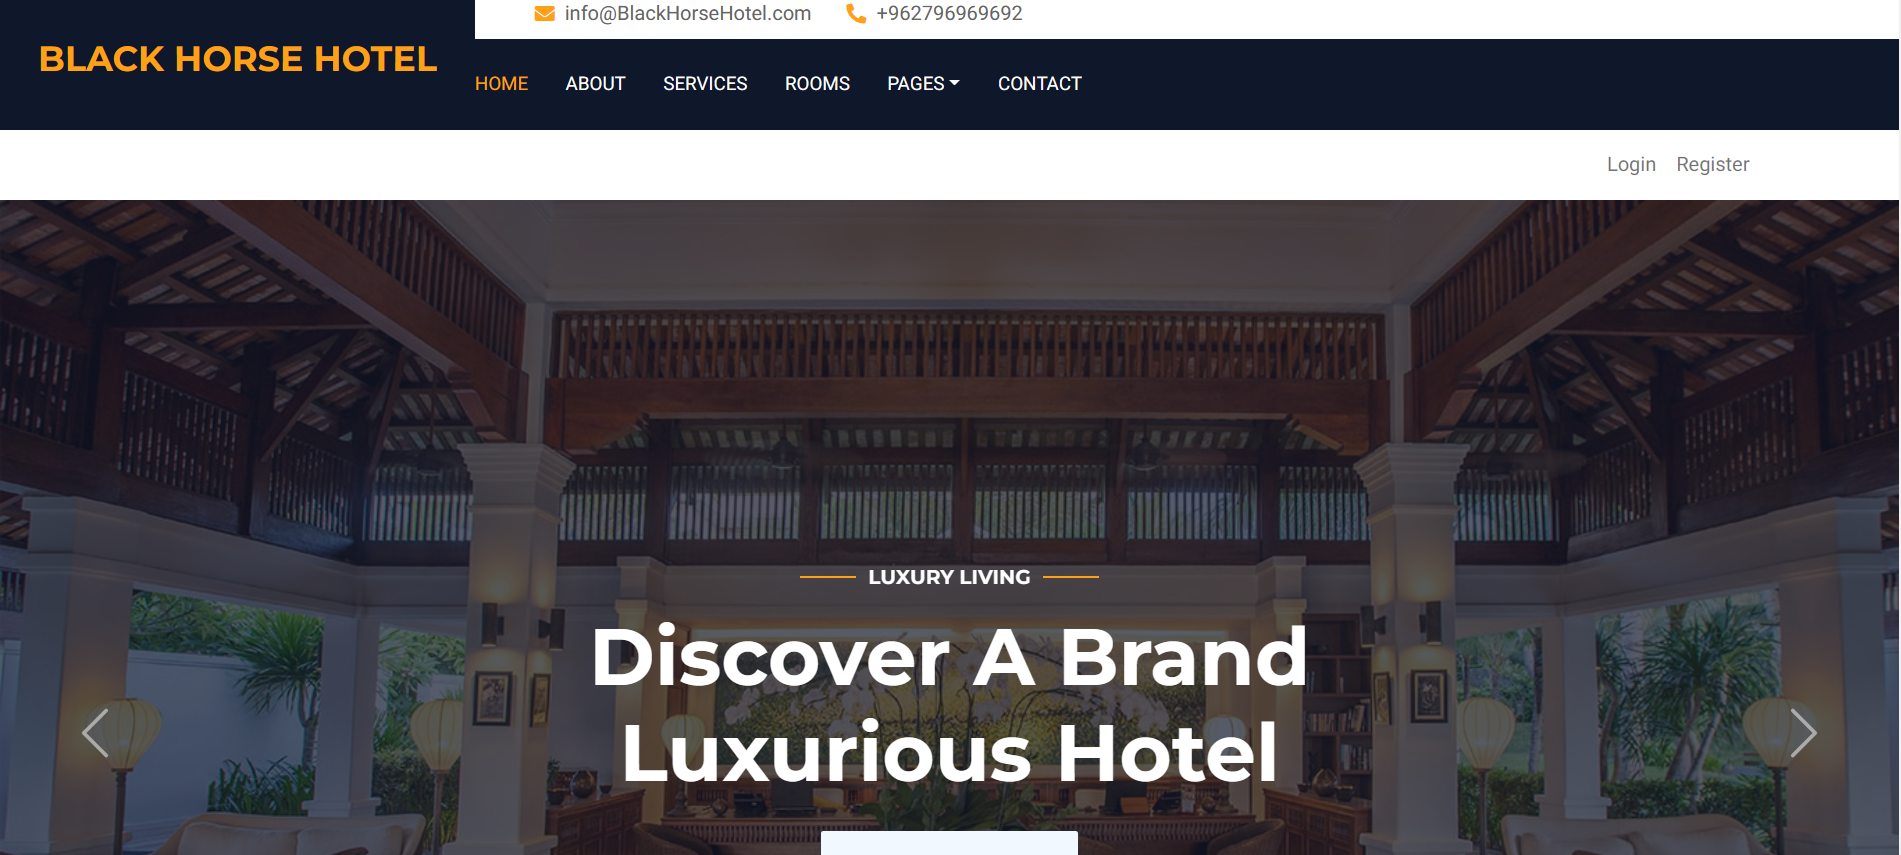 info@BlackHorseHotel.com +962796969692
BLACK HORSE HOTEL
HOME ABOUT SERVICES ROOMS PAGES CONTACT
Login Register
LUXURY LIVING
Discover A Brand
Luxurious Hotel